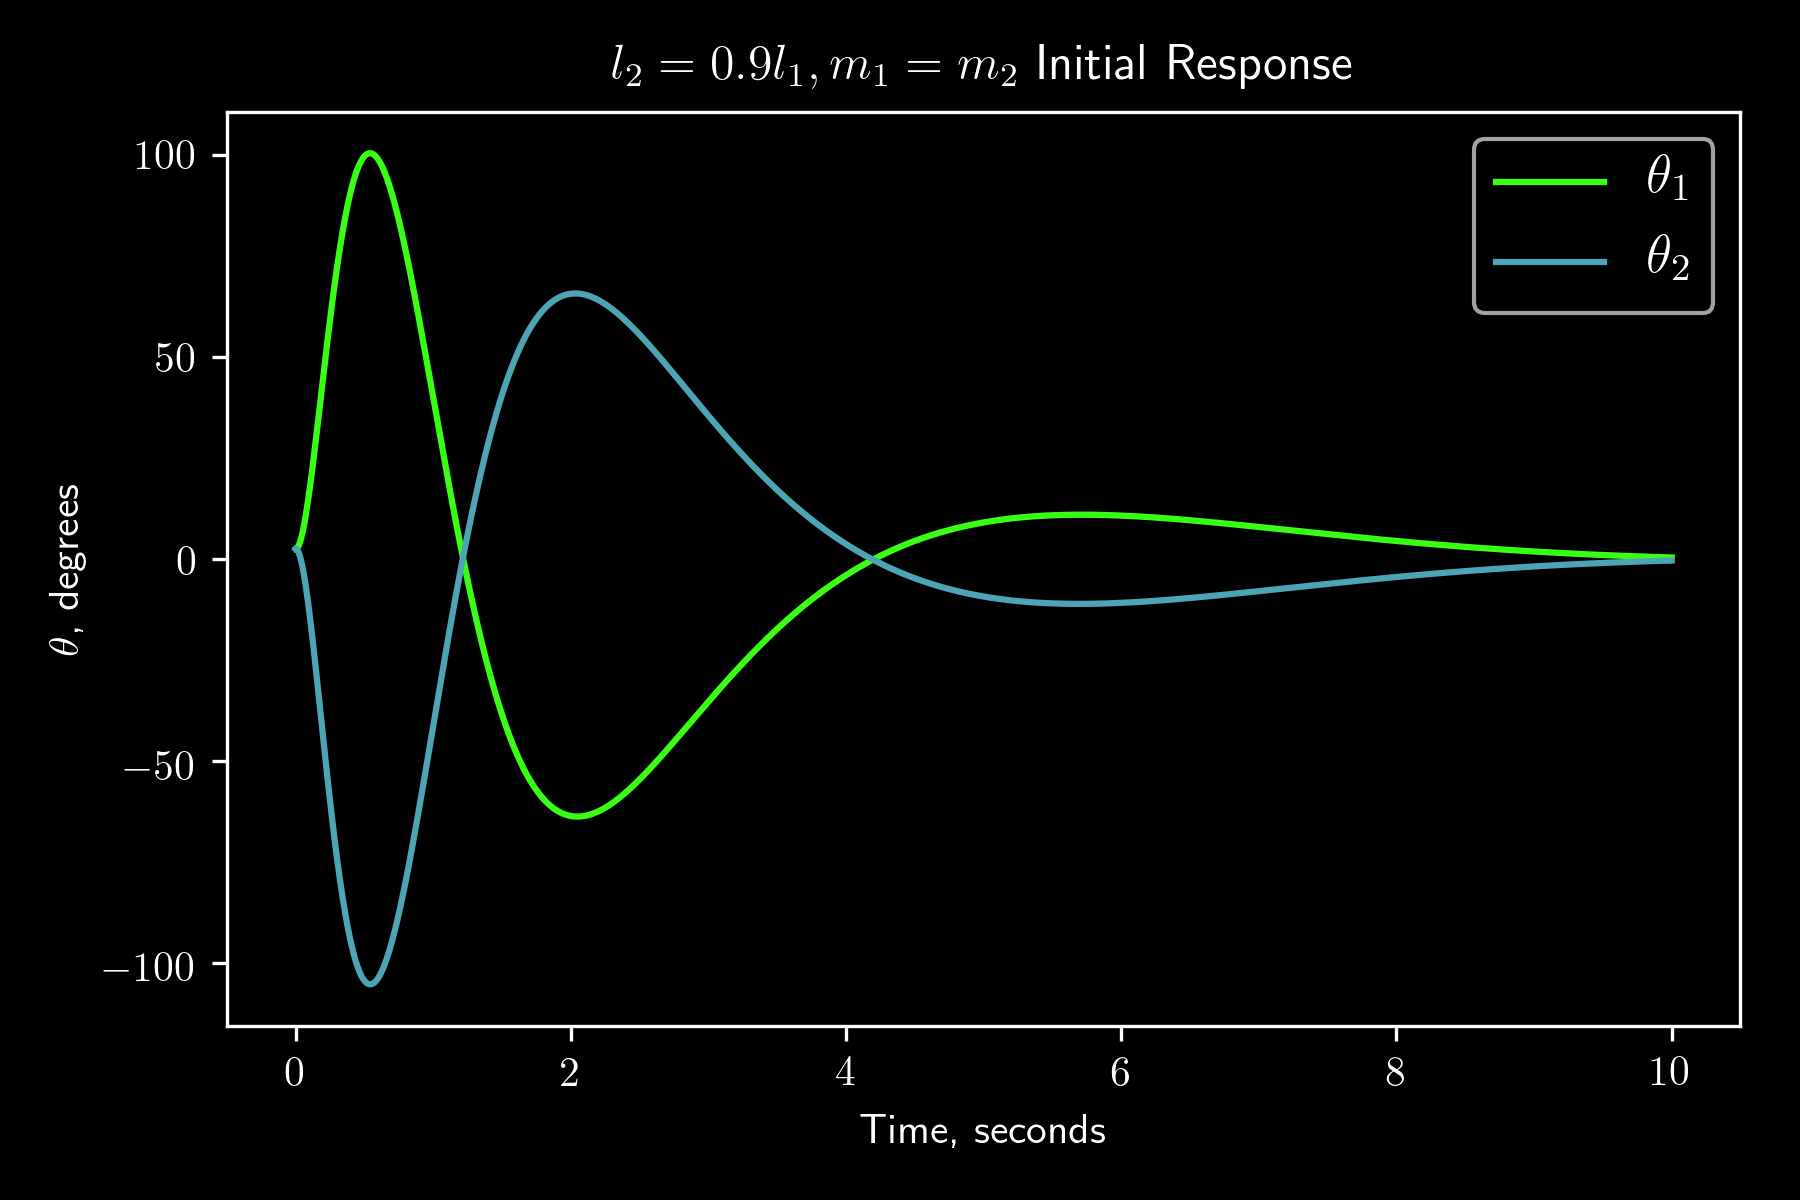 l₂ = 0.9l₁, m₁ = m₂ Initial Response
θ, degrees
100
50
0
−50
−100
θ₁
θ₂
0 2 4 6 8 10
Time, seconds